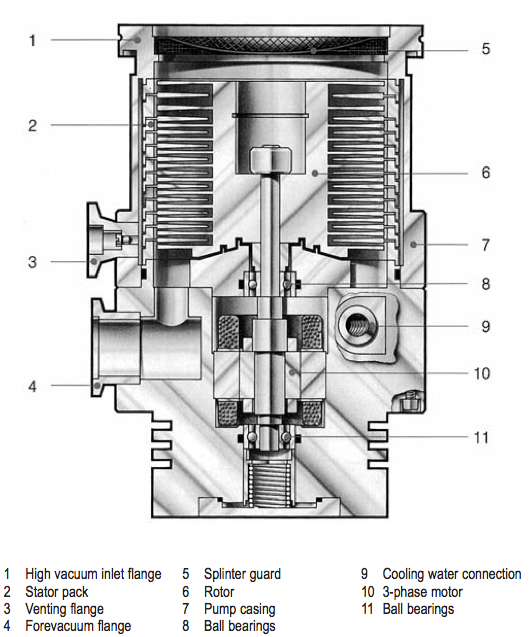 1
5
2
6
7
3
8
9
4
10
11
1 High vacuum inlet flange
2 Stator pack
3 Venting flange
4 Forevacuum flange
5 Splinter guard
6 Rotor
7 Pump casing
8 Ball bearings
9 Cooling water connection
10 3-phase motor
11 Ball bearings